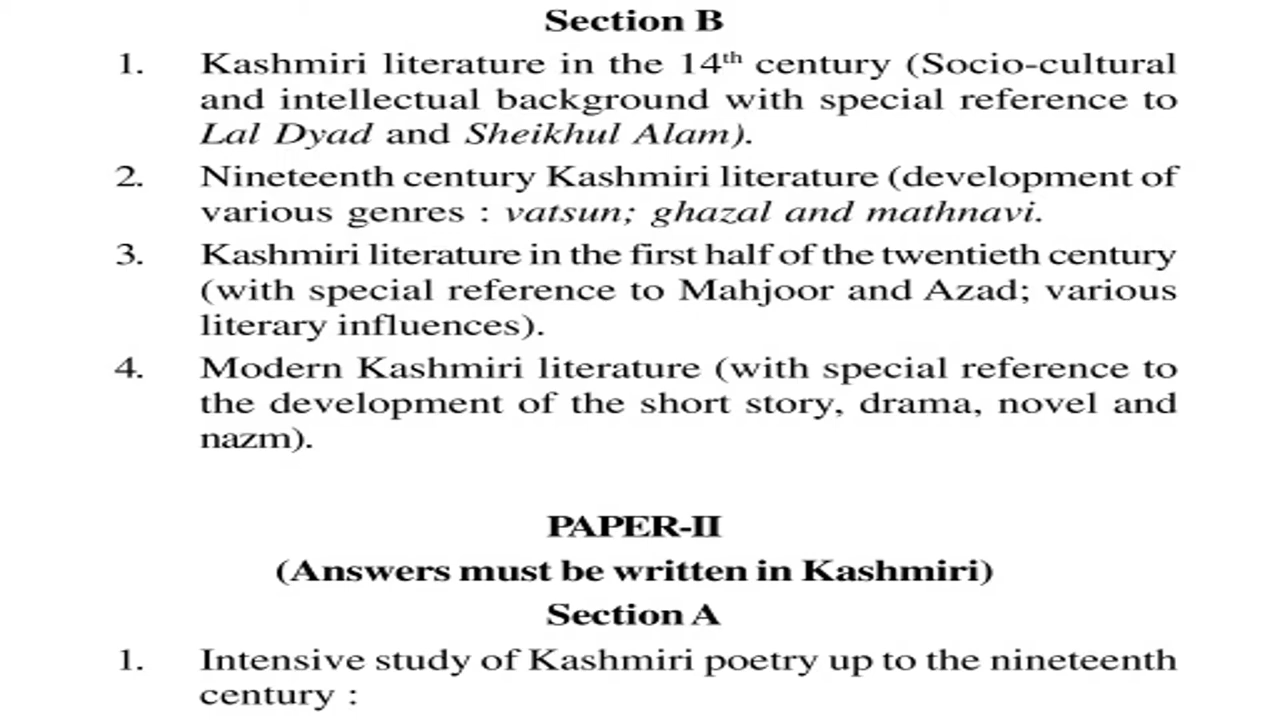 Section B
1. Kashmiri literature in the 14th century (Socio-cultural
and intellectual background with special reference to
Lal Dyad and Sheikhul Alam).
2. Nineteenth century Kashmiri literature (development of
various genres : vatsun; ghazal and mathnavi.
3. Kashmiri literature in the first half of the twentieth century
(with special reference to Mahjoor and Azad; various
literary influences).
4. Modern Kashmiri literature (with special reference to
the development of the short story, drama, novel and
nazm).
PAPER-II
(Answers must be written in Kashmiri)
Section A
1. Intensive study of Kashmiri poetry up to the nineteenth
century :